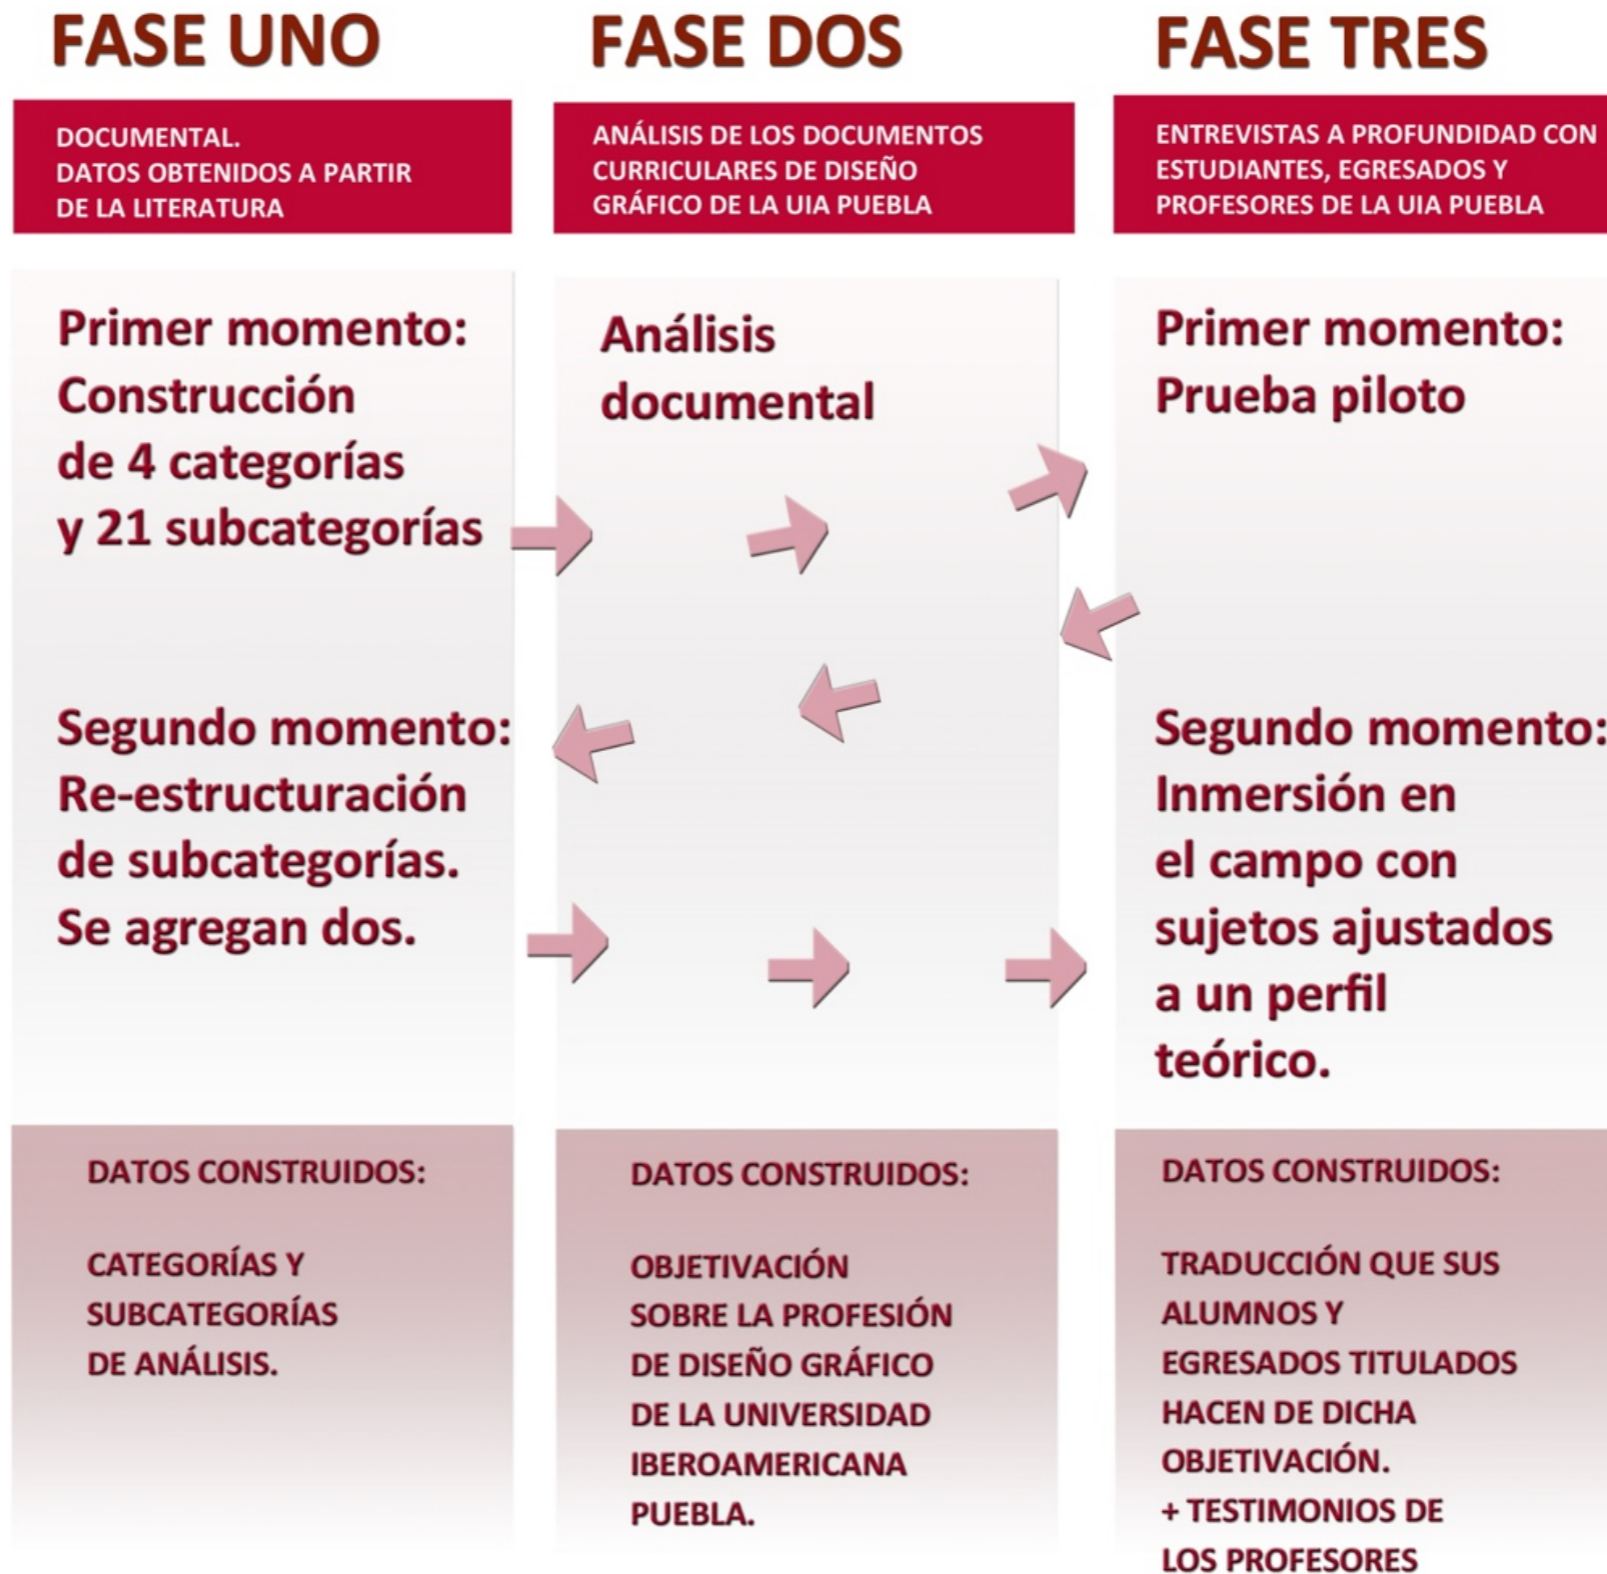 FASE UNO
DOCUMENTAL.
DATOS OBTENIDOS A PARTIR
DE LA LITERATURA
Primer momento:
Construcción
de 4 categorías
y 21 subcategorías
Segundo momento:
Re-estructuración
de subcategorías.
Se agregan dos.
DATOS CONSTRUIDOS:
CATEGORÍAS Y
SUBCATEGORÍAS
DE ANÁLISIS.
FASE DOS
ANÁLISIS DE LOS DOCUMENTOS
CURRICULARES DE DISEÑO
GRÁFICO DE LA UIA PUEBLA
Análisis
documental
DATOS CONSTRUIDOS:
OBJETIVACIÓN
SOBRE LA PROFESIÓN
DE DISEÑO GRÁFICO
DE LA UNIVERSIDAD
IBEROAMERICANA
PUEBLA.
FASE TRES
ENTREVISTAS A PROFUNDIDAD CON
ESTUDIANTES, EGRESADOS Y
PROFESORES DE LA UIA PUEBLA
Primer momento:
Prueba piloto
Segundo momento:
Inmersión en
el campo con
sujetos ajustados
a un perfil
teórico.
DATOS CONSTRUIDOS:
TRADUCCIÓN QUE SUS
ALUMNOS Y
EGRESADOS TITULADOS
HACEN DE DICHA
OBJETIVACIÓN.
+ TESTIMONIOS DE
LOS PROFESORES